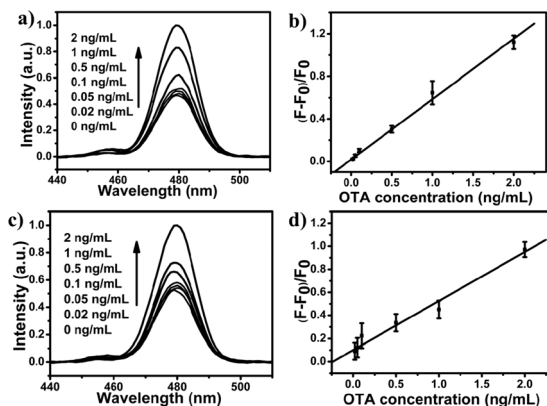 a)
1.0
0.8
0.6
0.4
0.2
0.0
Intensity (a.u.)
2 ng/mL
1 ng/mL
0.5 ng/mL
0.1 ng/mL
0.05 ng/mL
0.02 ng/mL
0 ng/mL
440 460 480 500
Wavelength (nm)
b)
1.2
0.8
0.4
0.0
(F-F0)/F0
0.0 0.5 1.0 1.5 2.0
OTA concentration (ng/mL)
c)
1.0
0.8
0.6
0.4
0.2
0.0
Intensity (a.u.)
2 ng/mL
1 ng/mL
0.5 ng/mL
0.1 ng/mL
0.05 ng/mL
0.02 ng/mL
0 ng/mL
440 460 480 500
Wavelength (nm)
d)
1.2
1.0
0.8
0.6
0.4
0.2
0.0
(F-F0)/F0
0.0 0.5 1.0 1.5 2.0
OTA concentration (ng/mL)